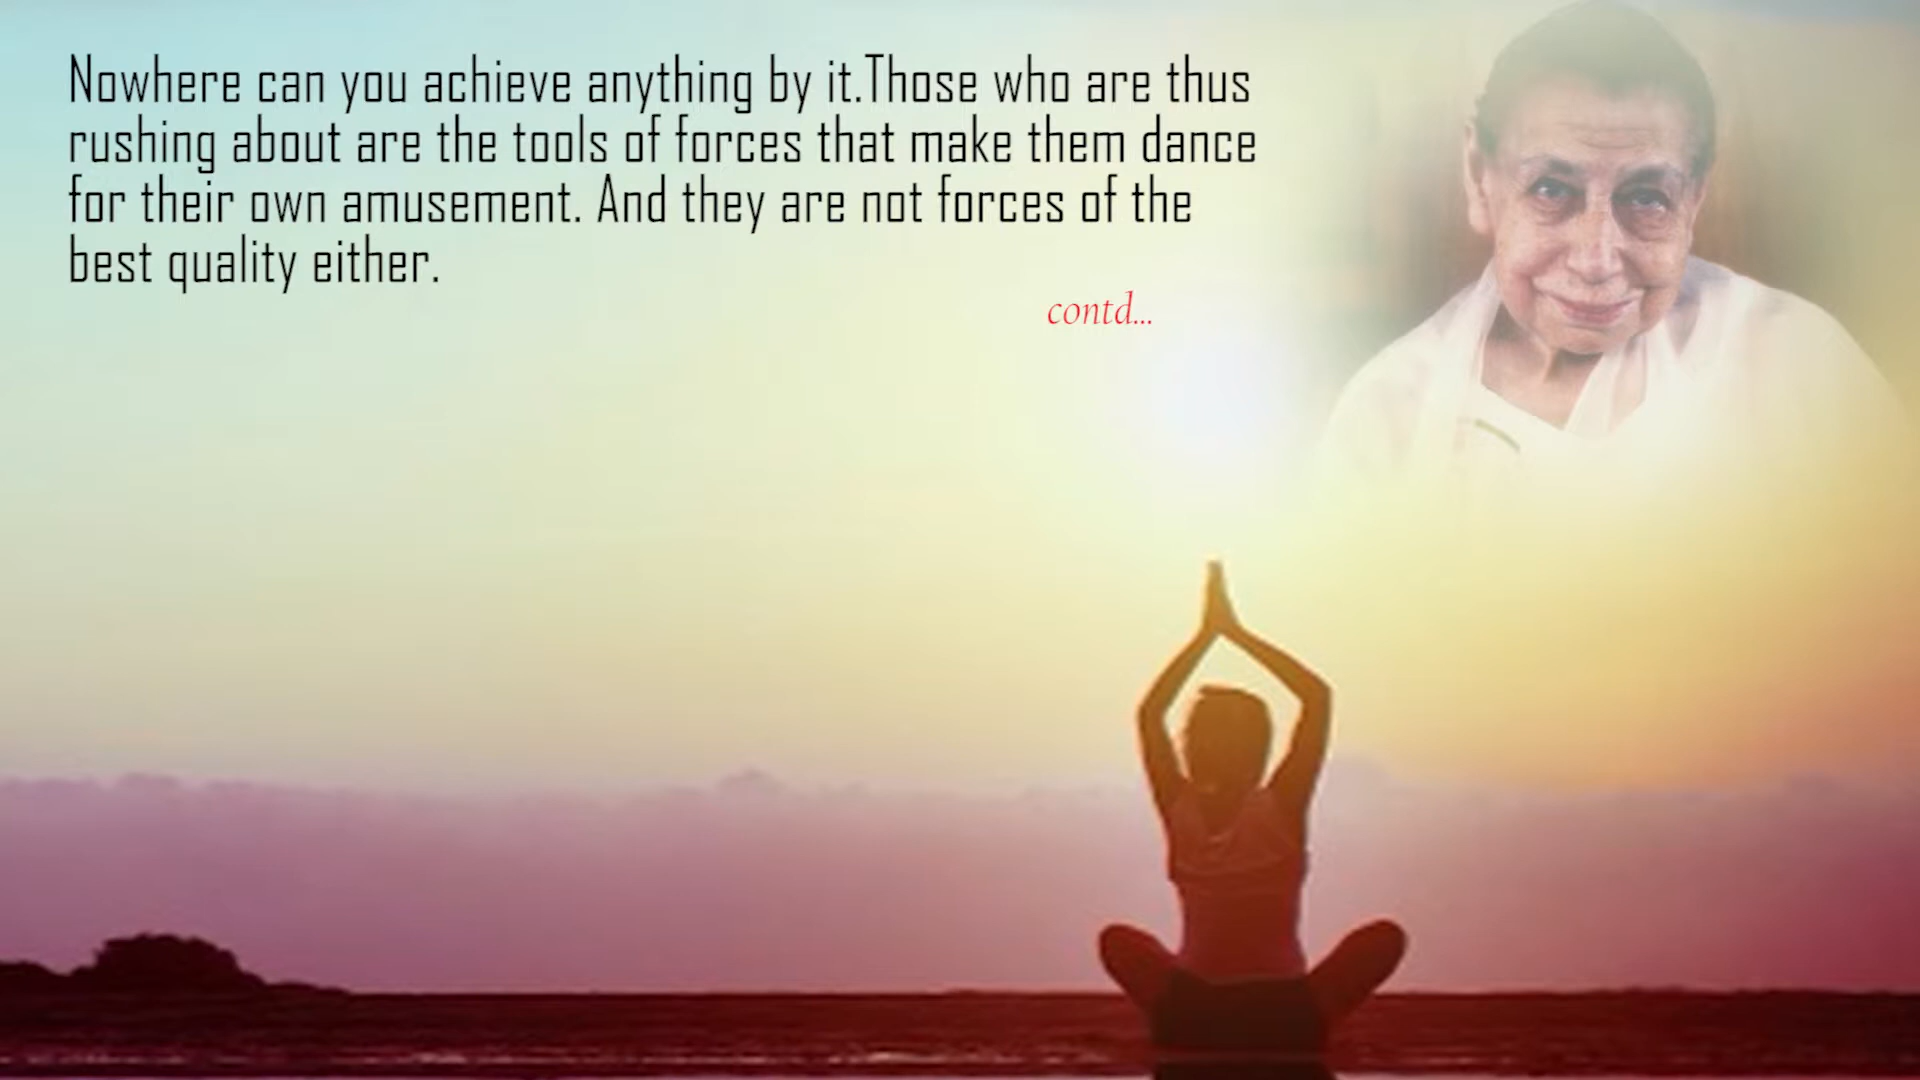 Nowhere can you achieve anything by it.Those who are thus
rushing about are the tools of forces that make them dance
for their own amusement. And they are not forces of the
best quality either.
contd...